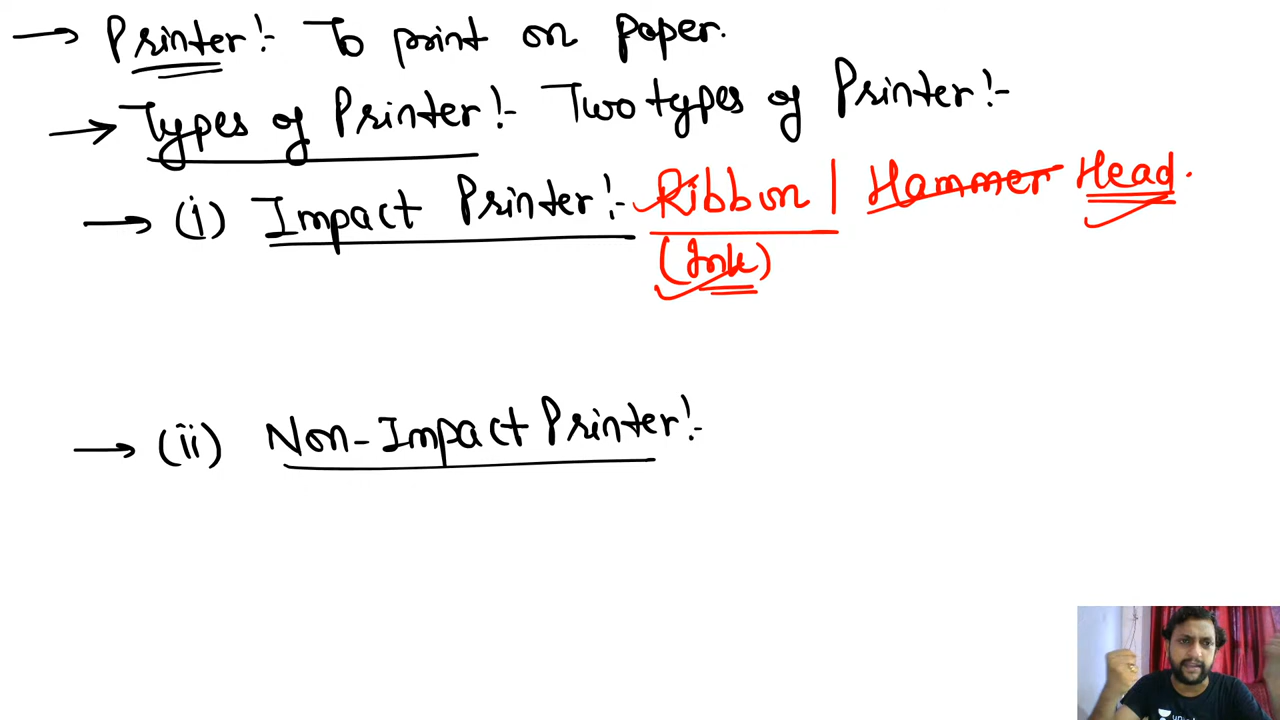 → Printer:- To print on paper.
→ Types of Printer:- Two types of Printer:-
→ (i) Impact Printer:- Ribbon | Hammer Head.
(Ink)
→ (ii) Non-Impact Printer:-